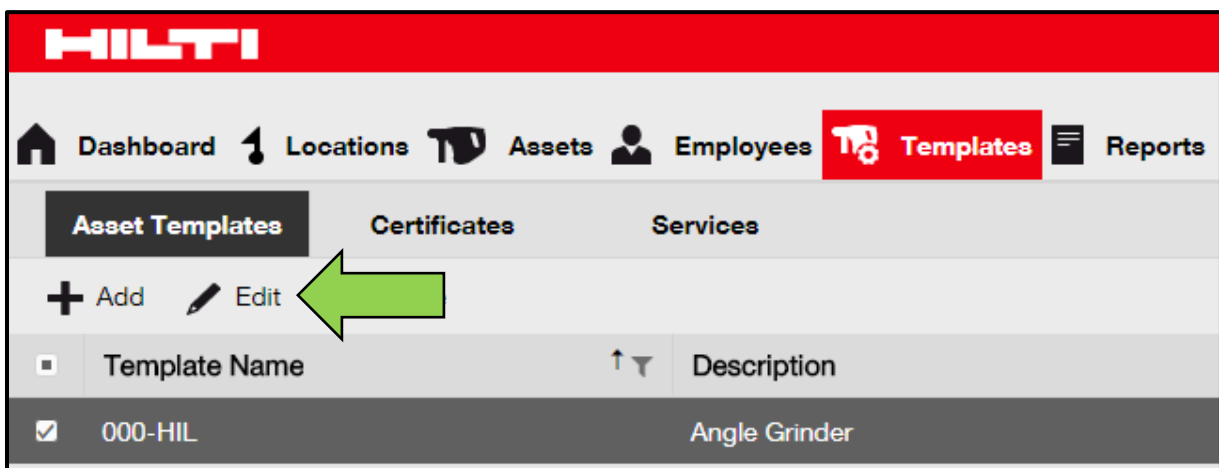 HILTI
Dashboard Locations Assets Employees Templates Reports
Asset Templates Certificates Services
Add Edit
Template Name Description
000-HIL Angle Grinder